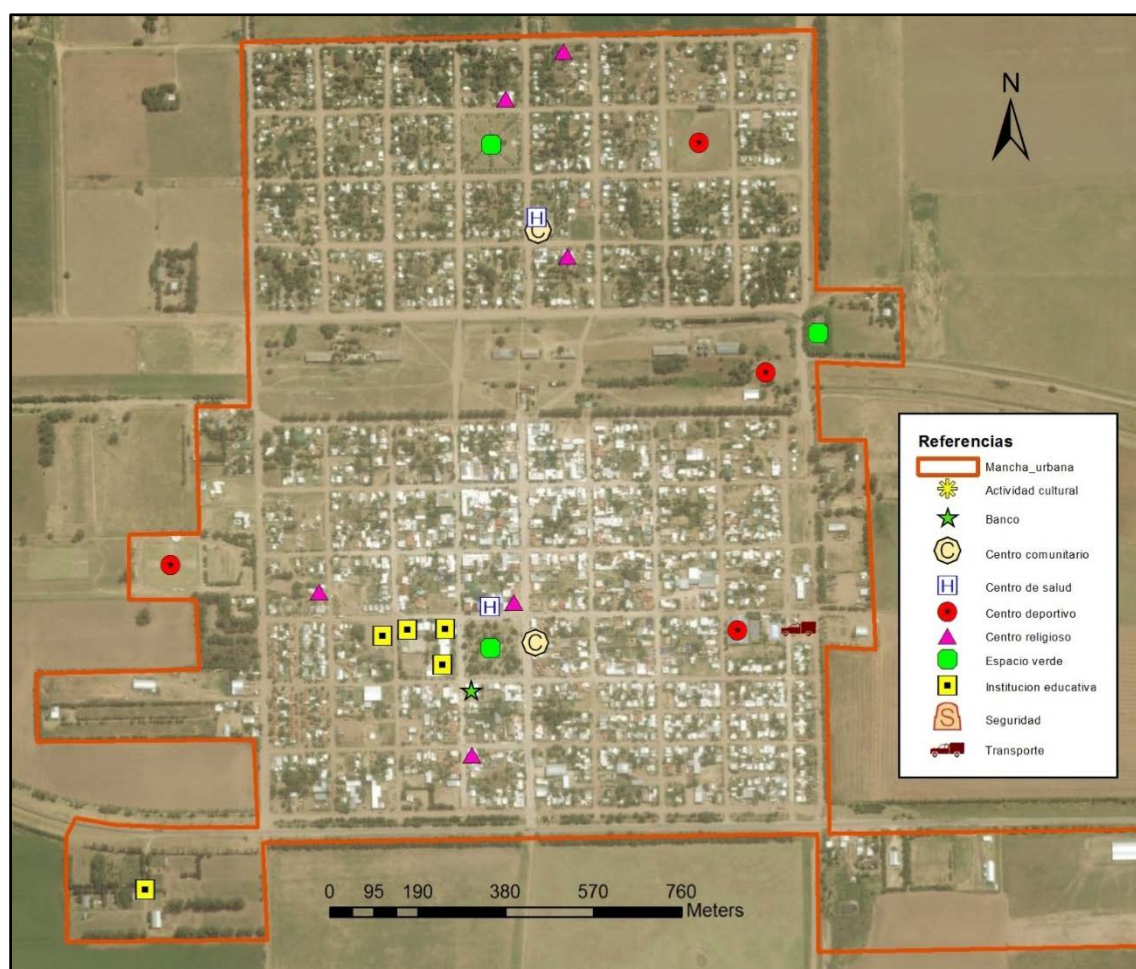 N
H
C
Referencias
Mancha_urbana
Actividad cultural
Banco
C Centro comunitario
H Centro de salud
Centro deportivo
Centro religioso
Espacio verde
Institucion educativa
S Seguridad
Transporte
H
C
0 95 190 380 570 760
Meters